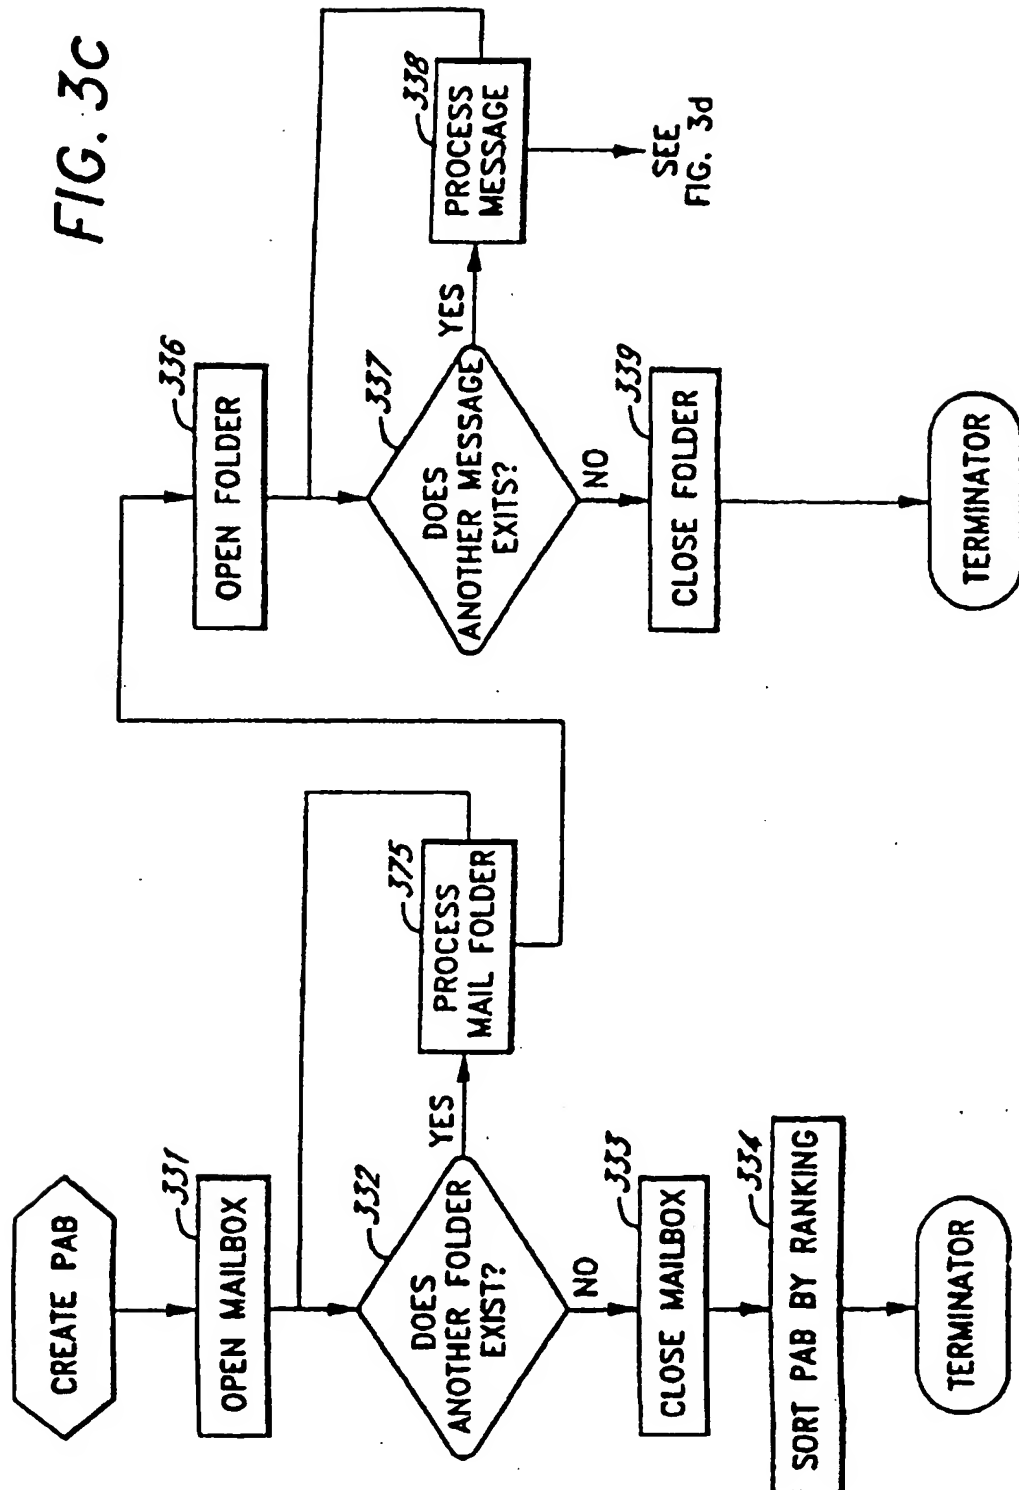 FIG. 3c
CREATE PAB
331
OPEN MAILBOX
332
DOES
ANOTHER FOLDER
EXIST?
YES
NO
375
PROCESS
MAIL FOLDER
333
CLOSE MAILBOX
334
SORT PAB BY RANKING
TERMINATOR
336
OPEN FOLDER
337
DOES
ANOTHER MESSAGE
EXITS?
YES
NO
338
PROCESS
MESSAGE
SEE
FIG. 3d
339
CLOSE FOLDER
TERMINATOR